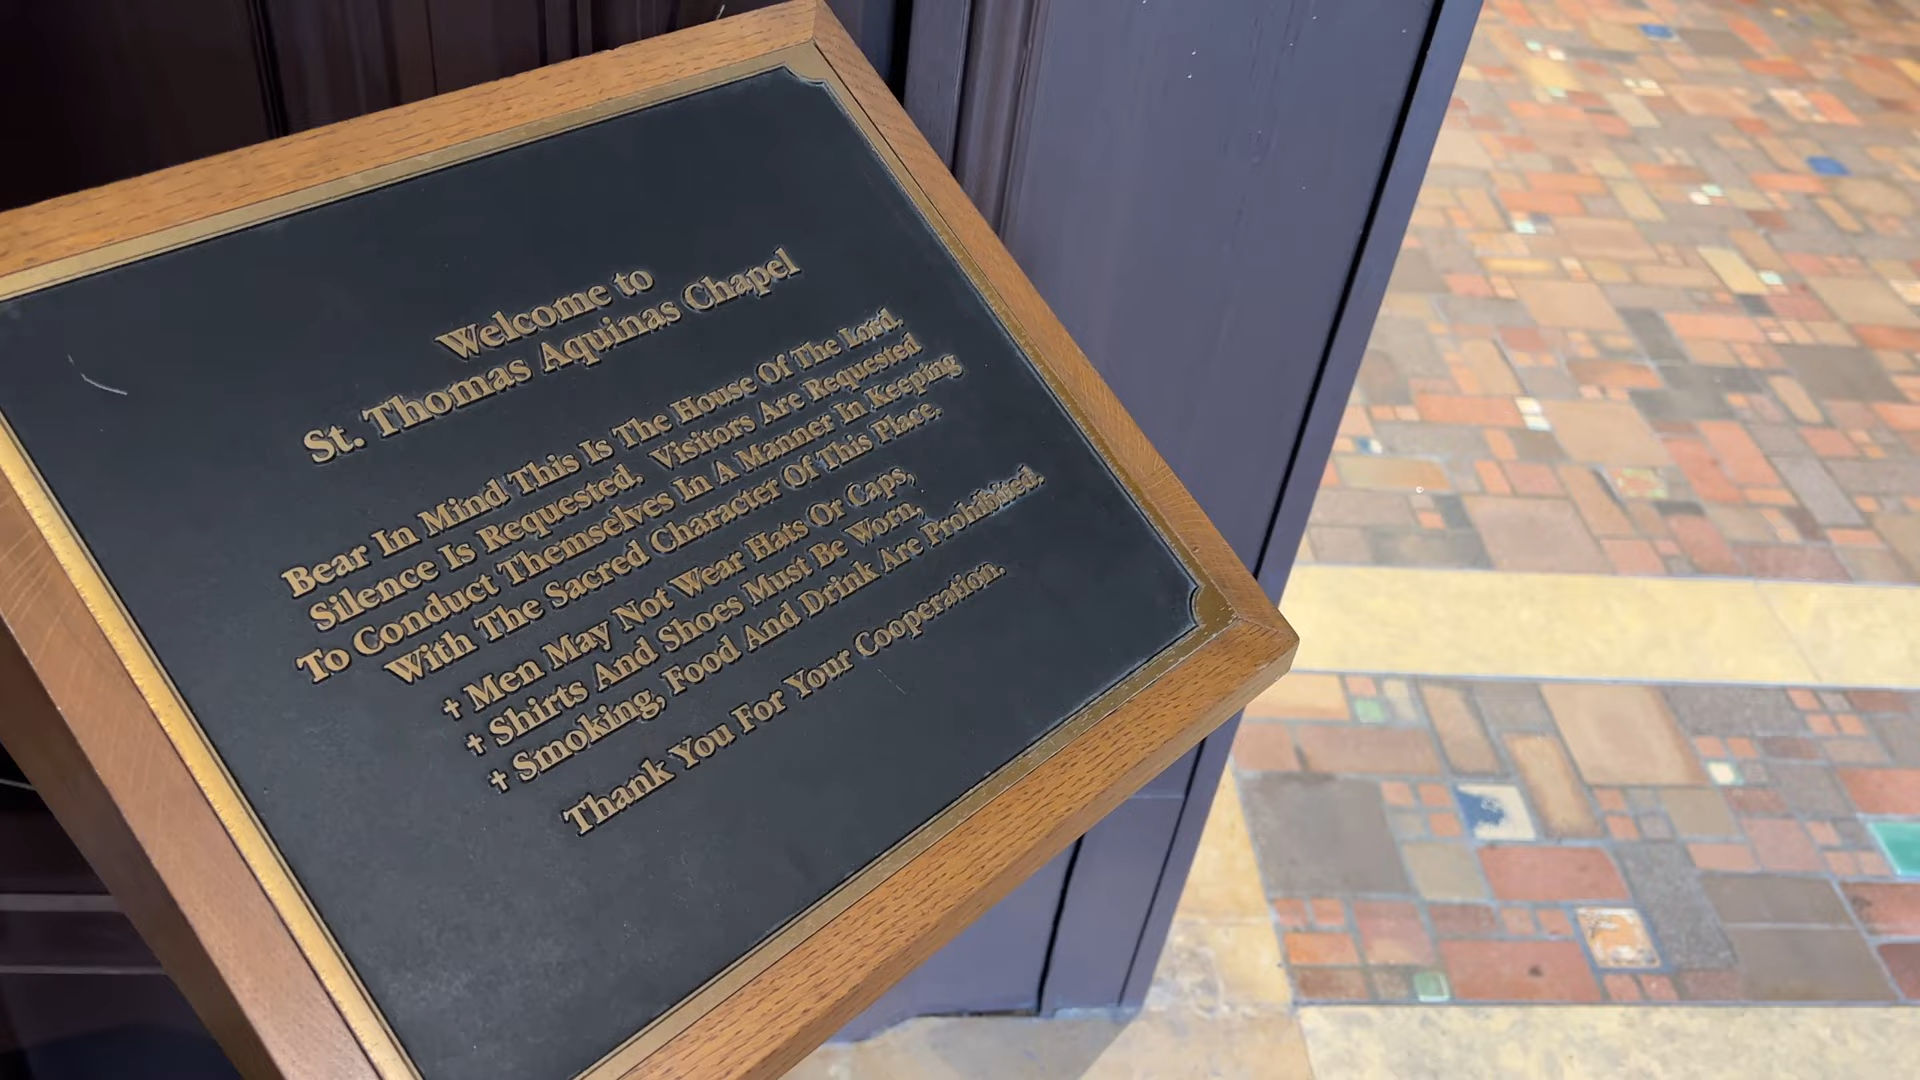 Welcome to
St. Thomas Aquinas Chapel
Bear In Mind This Is The House Of The Lord.
Silence Is Requested. Visitors Are Requested
To Conduct Themselves In A Manner In Keeping
With The Sacred Character Of This Place.
† Men May Not Wear Hats Or Caps,
† Shirts And Shoes Must Be Worn,
† Smoking, Food And Drink Are Prohibited.
Thank You For Your Cooperation.